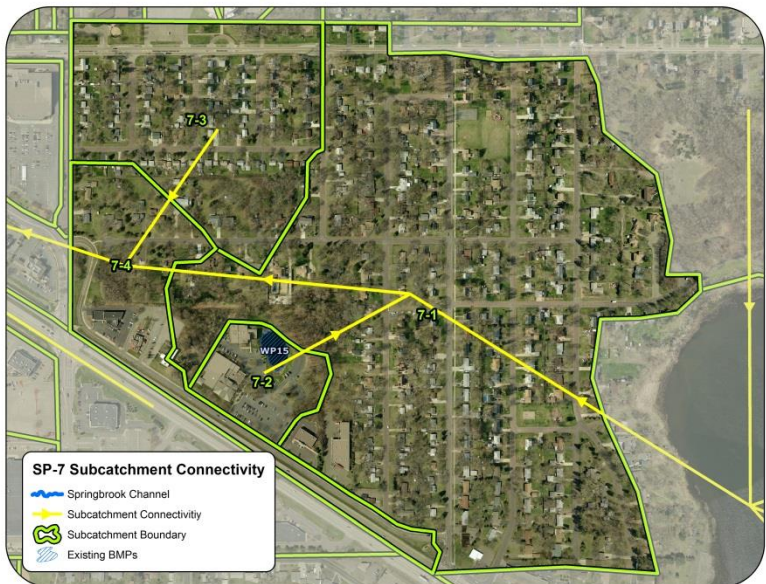 7-3
7-4
7-1
WP15
7-2
SP-7 Subcatchment Connectivity
Springbrook Channel
Subcatchment Connectivitiy
Subcatchment Boundary
Existing BMPs